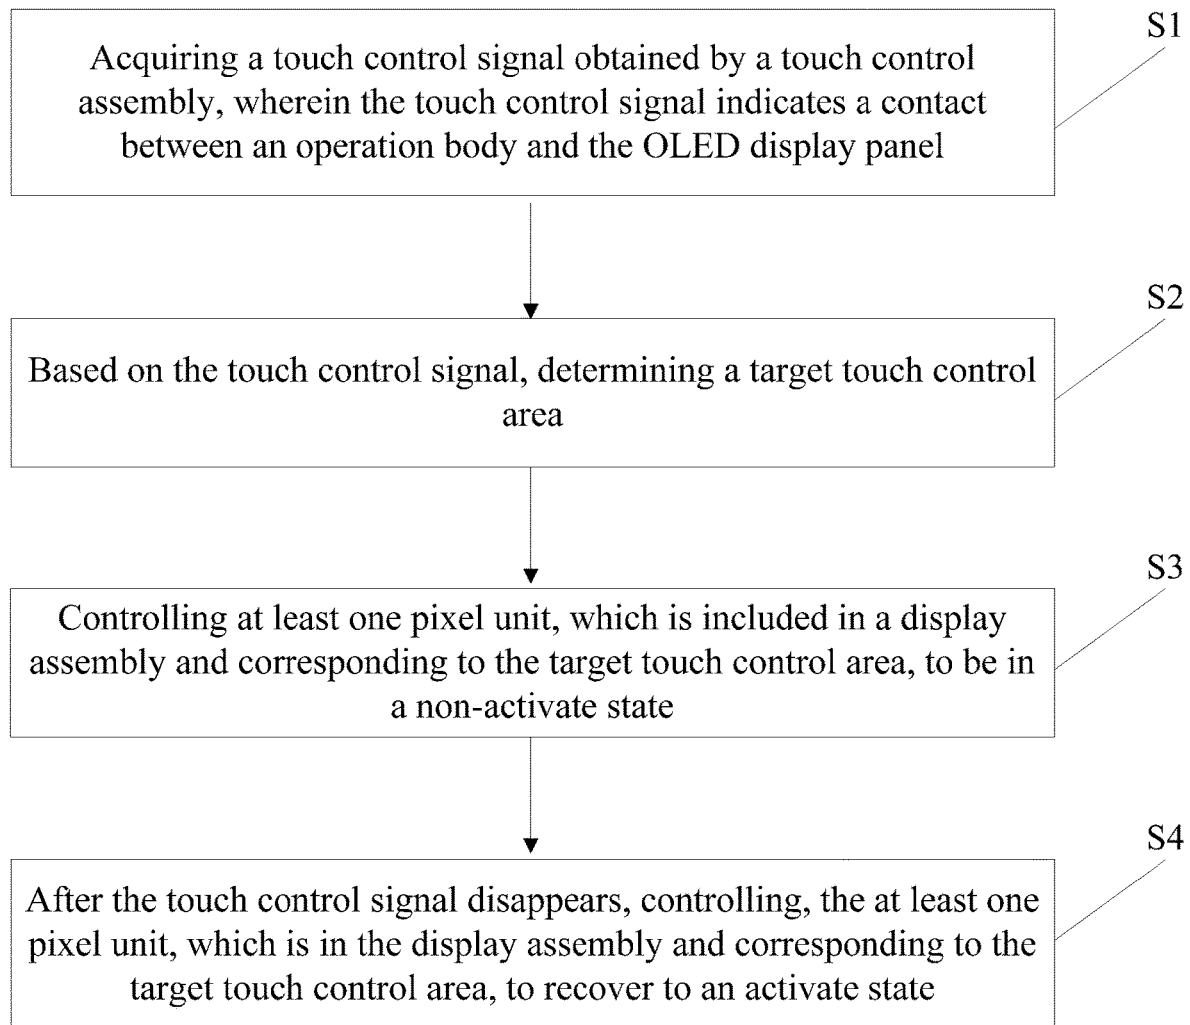 S1
Acquiring a touch control signal obtained by a touch control
assembly, wherein the touch control signal indicates a contact
between an operation body and the OLED display panel
S2
Based on the touch control signal, determining a target touch control
area
S3
Controlling at least one pixel unit, which is included in a display
assembly and corresponding to the target touch control area, to be in
a non-activate state
S4
After the touch control signal disappears, controlling, the at least one
pixel unit, which is in the display assembly and corresponding to the
target touch control area, to recover to an activate state